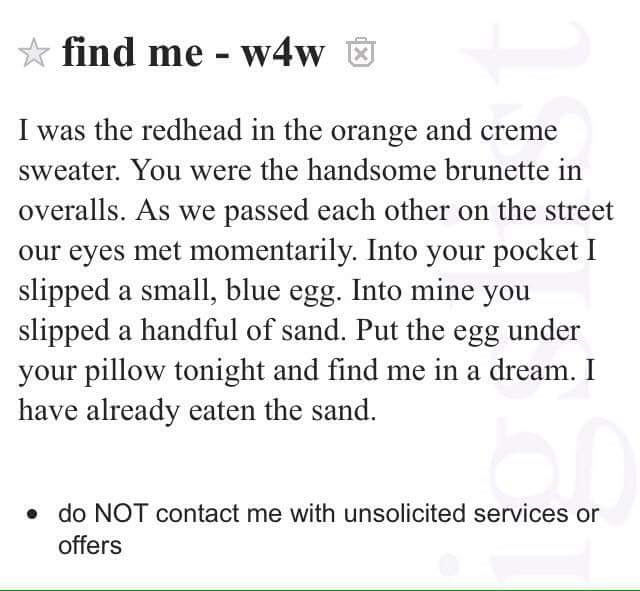 find me - w4w
I was the redhead in the orange and creme
sweater. You were the handsome brunette in
overalls. As we passed each other on the street
our eyes met momentarily. Into your pocket I
slipped a small, blue egg. Into mine you
slipped a handful of sand. Put the egg under
your pillow tonight and find me in a dream. I
have already eaten the sand.
• do NOT contact me with unsolicited services or
offers
igslist